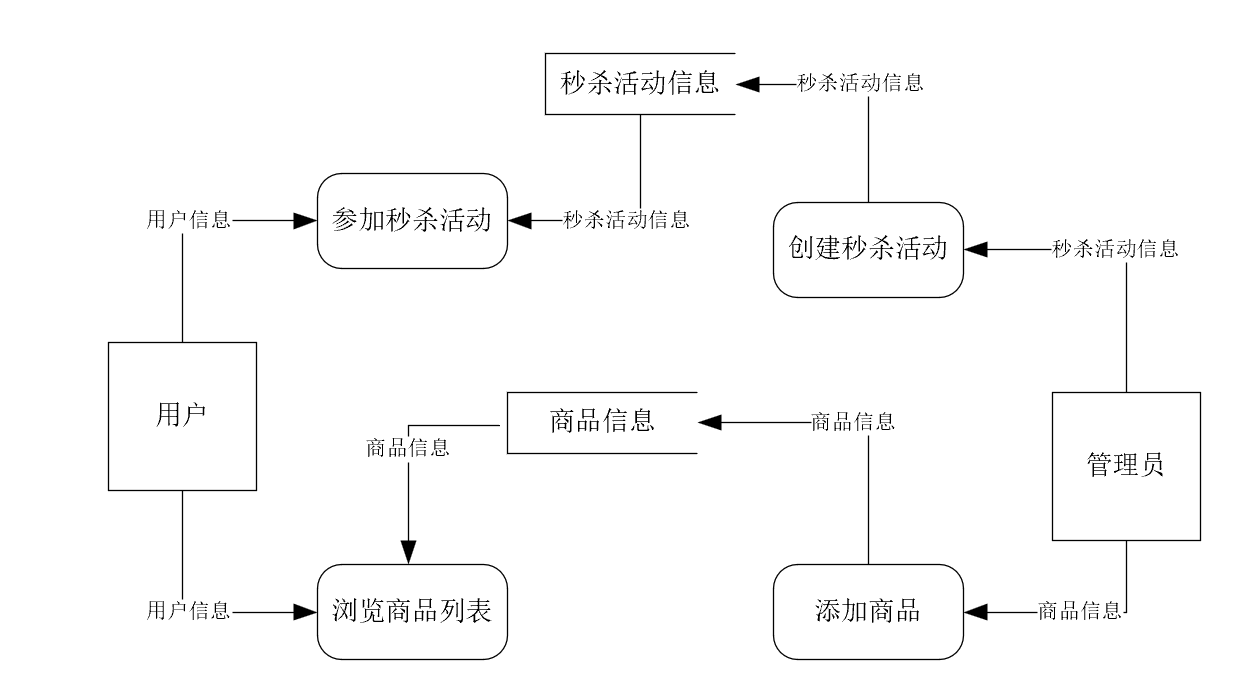 秒杀活动信息
秒杀活动信息
用户信息
参加秒杀活动
秒杀活动信息
创建秒杀活动
秒杀活动信息
用户
商品信息
商品信息
商品信息
管理员
用户信息
浏览商品列表
添加商品
商品信息